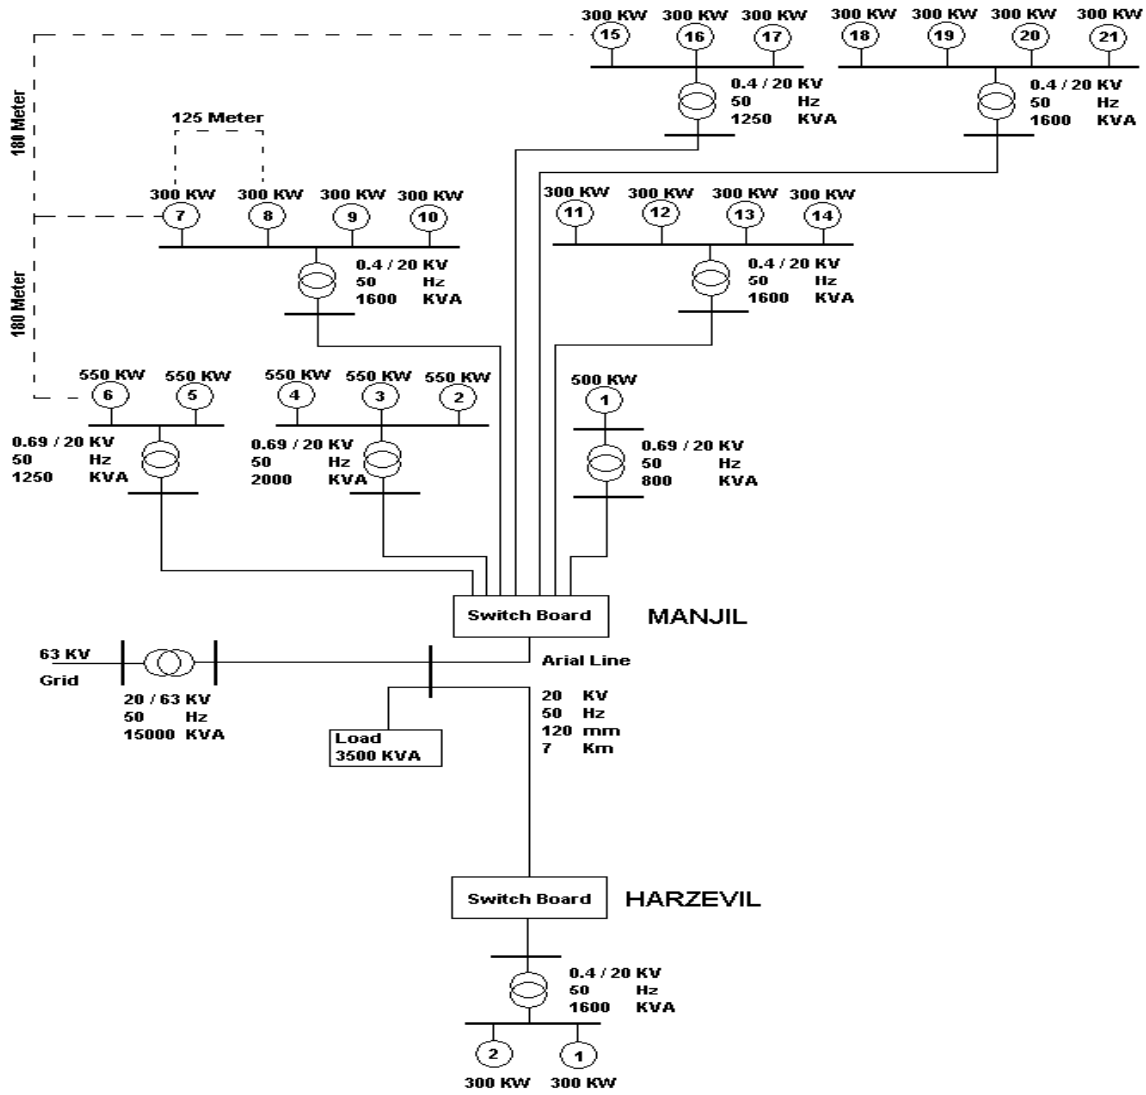 300 KW 300 KW 300 KW 300 KW 300 KW 300 KW 300 KW
15 16 17 18 19 20 21
0.4 / 20 KV
50 Hz
1250 KVA
0.4 / 20 KV
50 Hz
1600 KVA
180 Meter
125 Meter
300 KW 300 KW 300 KW 300 KW
7 8 9 10
300 KW 300 KW 300 KW 300 KW
11 12 13 14
0.4 / 20 KV
50 Hz
1600 KVA
0.4 / 20 KV
50 Hz
1600 KVA
180 Meter
550 KW 550 KW
6 5
550 KW 550 KW 550 KW
4 3 2
500 KW
1
0.69 / 20 KV
50 Hz
1250 KVA
0.69 / 20 KV
50 Hz
2000 KVA
0.69 / 20 KV
50 Hz
800 KVA
Switch Board
MANJIL
63 KV
Grid
20 / 63 KV
50 Hz
15000 KVA
Arial Line
20 KV
50 Hz
120 mm
7 Km
Load
3500 KVA
Switch Board
HARZEVIL
0.4 / 20 KV
50 Hz
1600 KVA
2 1
300 KW 300 KW